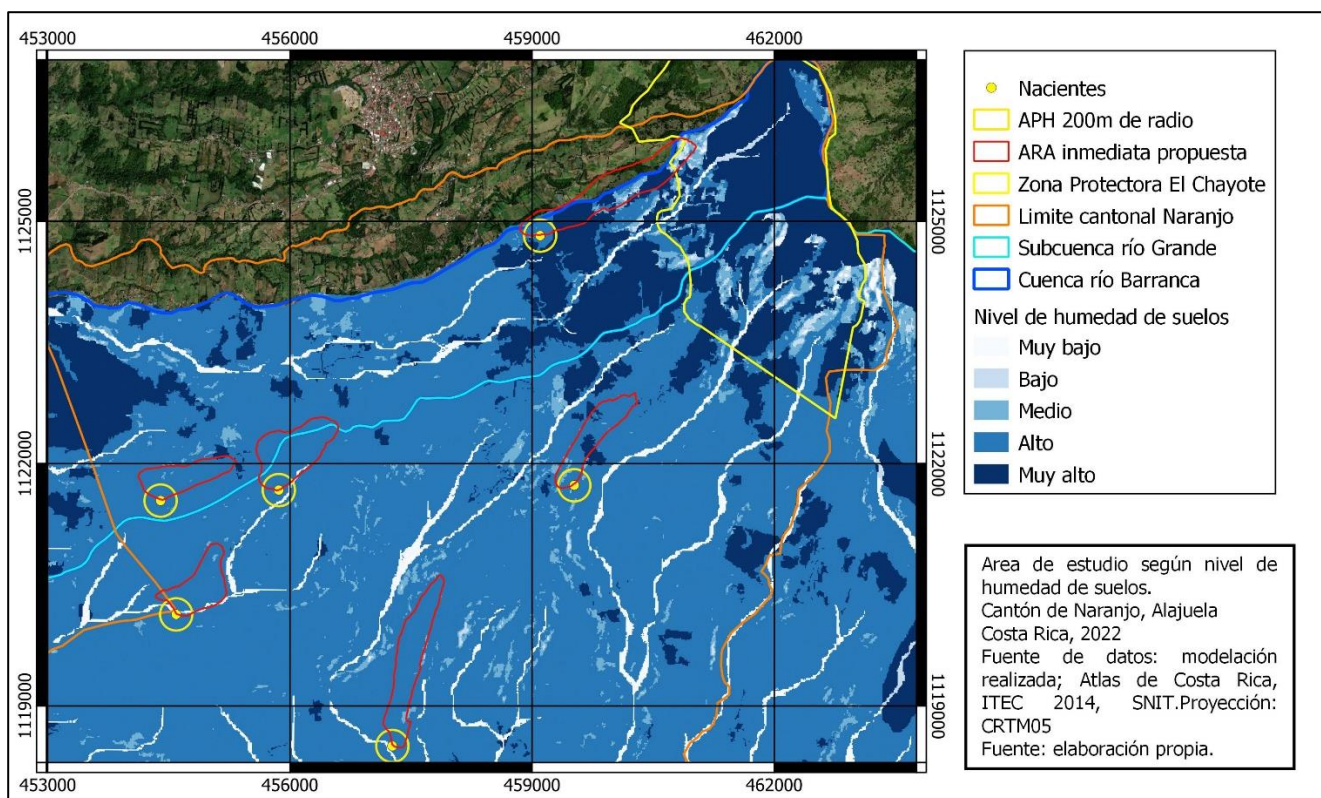 453000 456000 459000 462000
1125000 1125000
1122000 1122000
1119000 1119000
453000 456000 459000 462000
Nacientes
APH 200m de radio
ARA inmediata propuesta
Zona Protectora El Chayote
Limite cantonal Naranjo
Subcuenca río Grande
Cuenca río Barranca
Nivel de humedad de suelos
Muy bajo
Bajo
Medio
Alto
Muy alto
Area de estudio según nivel de
humedad de suelos.
Cantón de Naranjo, Alajuela
Costa Rica, 2022
Fuente de datos: modelación
realizada; Atlas de Costa Rica,
ITEC 2014, SNIT.Proyección:
CRTM05
Fuente: elaboración propia.